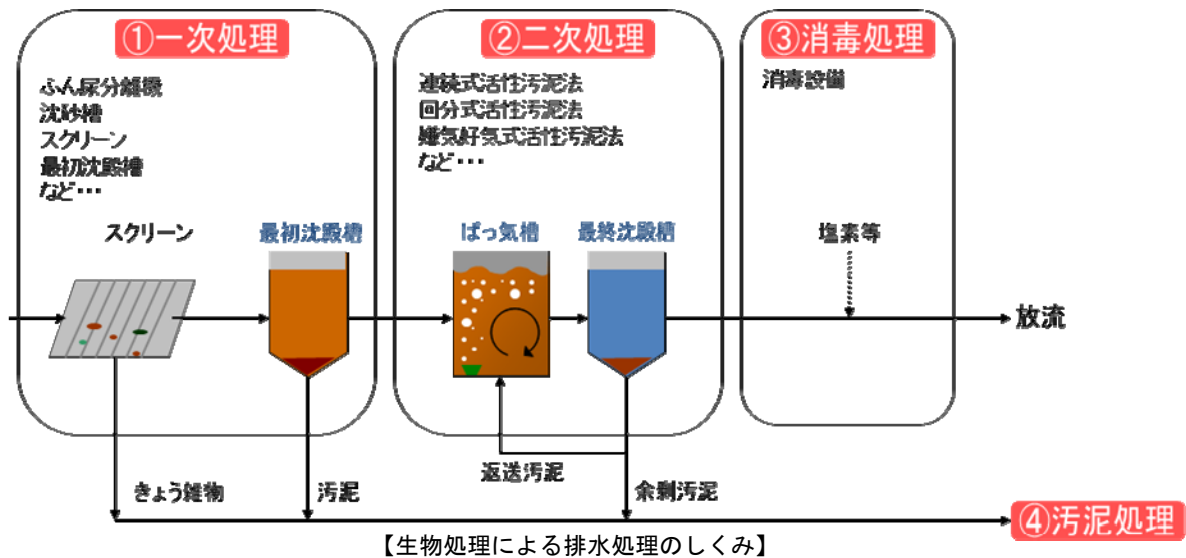 ①一次処理
ふん尿分離機
沈砂槽
スクリーン
最初沈殿槽
など・・・
スクリーン
最初沈殿槽
きょう雑物
汚泥
②二次処理
連続式活性汚泥法
回分式活性汚泥法
嫌気好気式活性汚泥法
など・・・
ばっ気槽
最終沈殿槽
返送汚泥
余剰汚泥
③消毒処理
消毒設備
塩素等
放流
④汚泥処理
【生物処理による排水処理のしくみ】